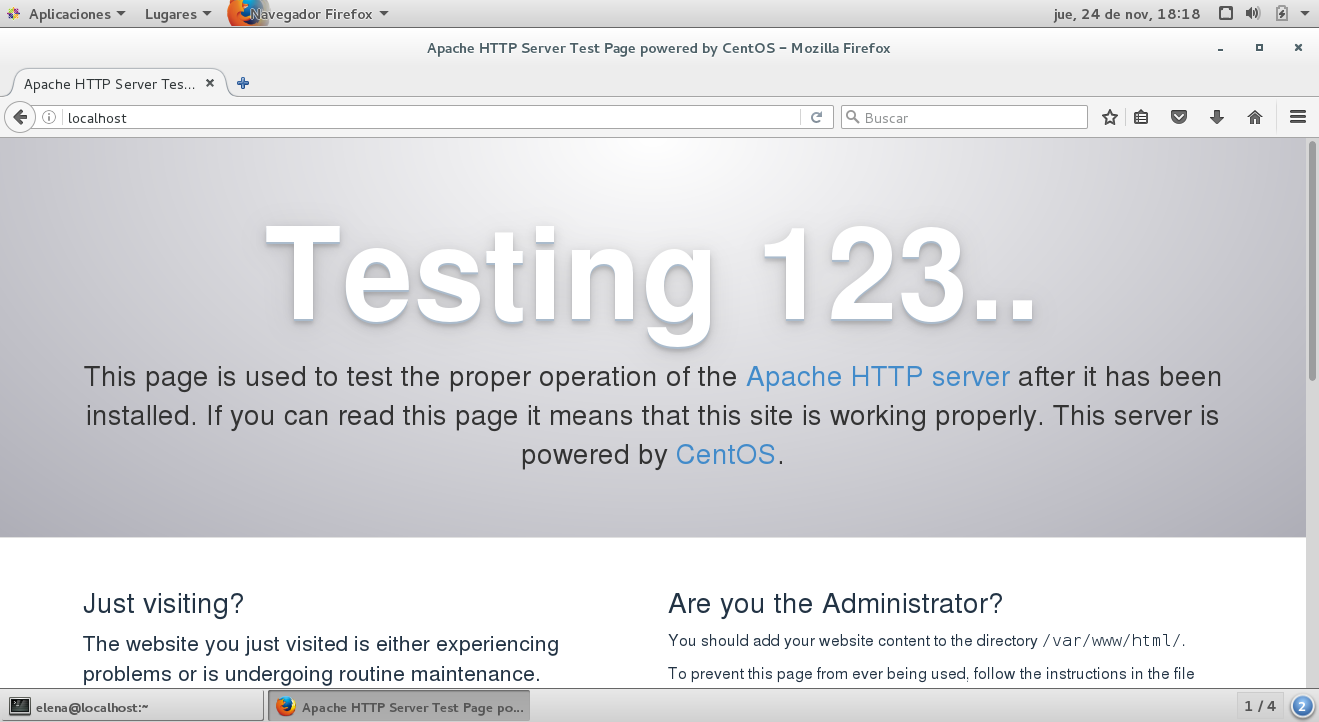 Aplicaciones Lugares Navegador Firefox jue, 24 de nov, 18:18
Apache HTTP Server Test Page powered by CentOS - Mozilla Firefox
Apache HTTP Server Tes...
localhost Buscar
Testing 123..
This page is used to test the proper operation of the Apache HTTP server after it has been
installed. If you can read this page it means that this site is working properly. This server is
powered by CentOS.
Just visiting?
The website you just visited is either experiencing
problems or is undergoing routine maintenance.
Are you the Administrator?
You should add your website content to the directory /var/www/html/.
To prevent this page from ever being used, follow the instructions in the file
elena@localhost:~ Apache HTTP Server Test Page po... 1 / 4 2